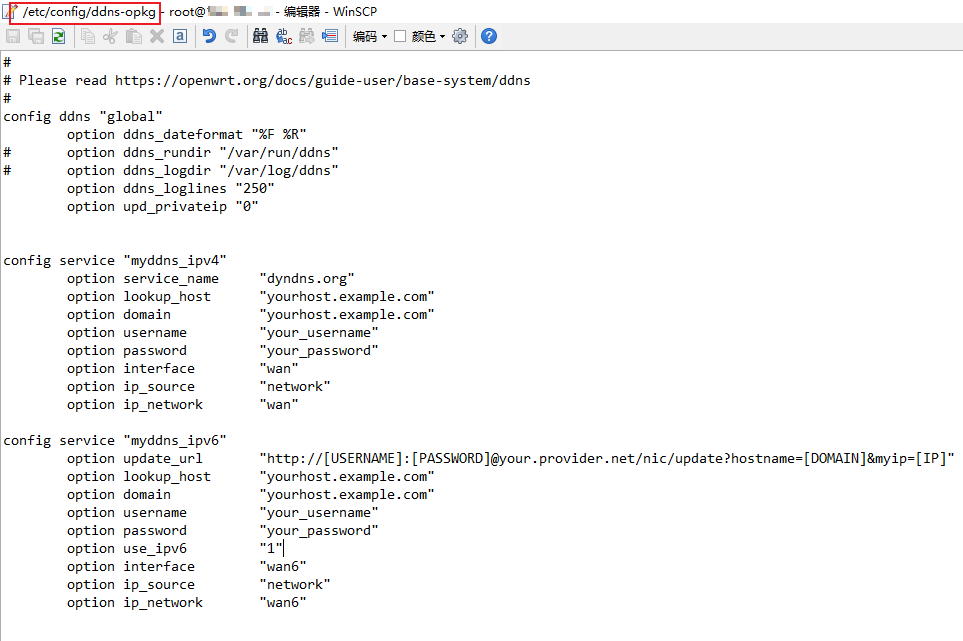 /etc/config/ddns-opkg - root@ - 编辑器 - WinSCP
编码 颜色
#
# Please read https://openwrt.org/docs/guide-user/base-system/ddns
#
config ddns "global"
option ddns_dateformat "%F %R"
# option ddns_rundir "/var/run/ddns"
# option ddns_logdir "/var/log/ddns"
option ddns_loglines "250"
option upd_privateip "0"
config service "myddns_ipv4"
option service_name "dyndns.org"
option lookup_host "yourhost.example.com"
option domain "yourhost.example.com"
option username "your_username"
option password "your_password"
option interface "wan"
option ip_source "network"
option ip_network "wan"
config service "myddns_ipv6"
option update_url "http://[USERNAME]:[PASSWORD]@your.provider.net/nic/update?hostname=[DOMAIN]&myip=[IP]"
option lookup_host "yourhost.example.com"
option domain "yourhost.example.com"
option username "your_username"
option password "your_password"
option use_ipv6 "1"
option interface "wan6"
option ip_source "network"
option ip_network "wan6"